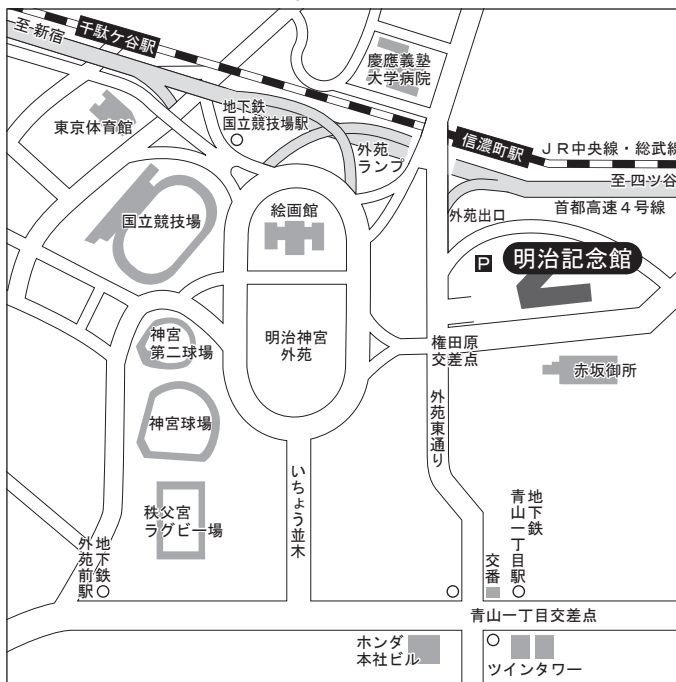 至 新宿
千駄ケ谷駅
慶應義塾
大学病院
地下鉄
国立競技場駅
東京体育館
外苑
ランプ
信濃町駅
JR中央線・総武線
至 四ツ谷
首都高速4号線
国立競技場
絵画館
外苑出口
P
明治記念館
神宮
第二球場
明治神宮
外苑
権田原
交差点
赤坂御所
神宮球場
外苑東通り
いちょう並木
秩父宮
ラグビー場
地下鉄
外苑前駅
地下鉄
青山一丁目駅
交番
青山一丁目交差点
ホンダ
本社ビル
ツインタワー